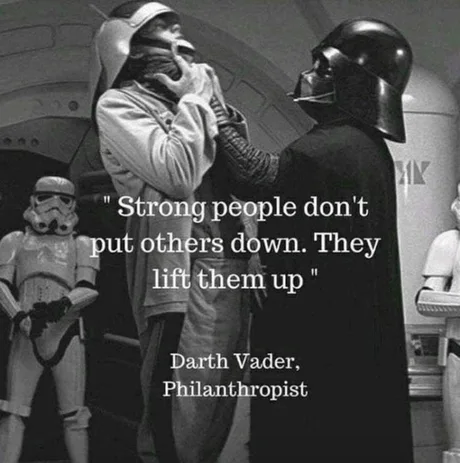 " Strong people don't
put others down. They
lift them up "
Darth Vader,
Philanthropist